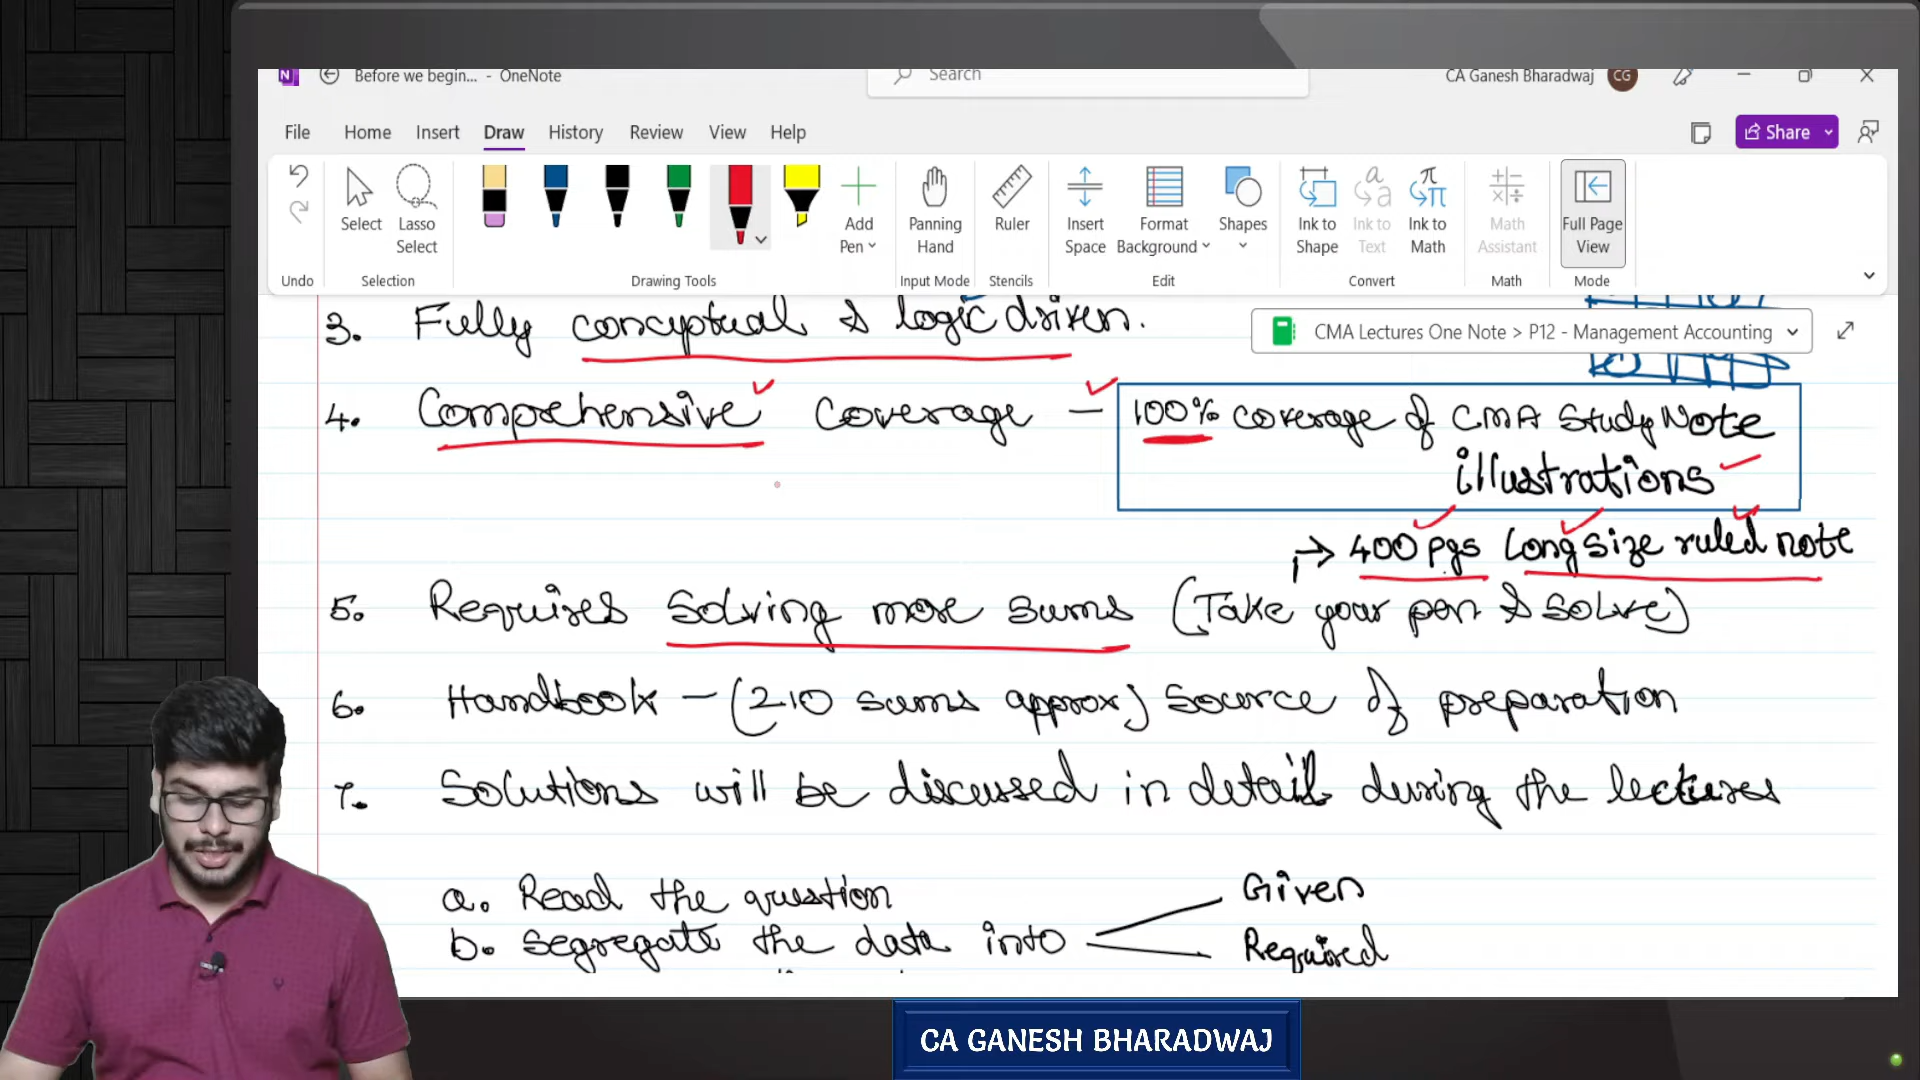 Before we begin... - OneNote
Search
CA Ganesh Bharadwaj CG
File Home Insert Draw History Review View Help
Share
Select
Lasso Select
Add Pen
Panning Hand
Ruler
Insert Space
Format Background
Shapes
Ink to Shape
Ink to Text
Ink to Math
Math Assistant
Full Page View
Undo Selection Drawing Tools Input Mode Stencils Edit Convert Math Mode
CMA Lectures One Note > P12 - Management Accounting
3. Fully conceptual & logic driven.
4. Comprehensive Coverage - 100% coverage of CMA Study Note
illustrations
→ 400 pgs Long size ruled note
5. Requires Solving more sums (Take your pen & solve)
6. Handbook - (210 sums approx) Source of preparation
7. Solutions will be discussed in detail during the lectures
a. Read the question
b. Segregate the data into
Given
Required
CA GANESH BHARADWAJ